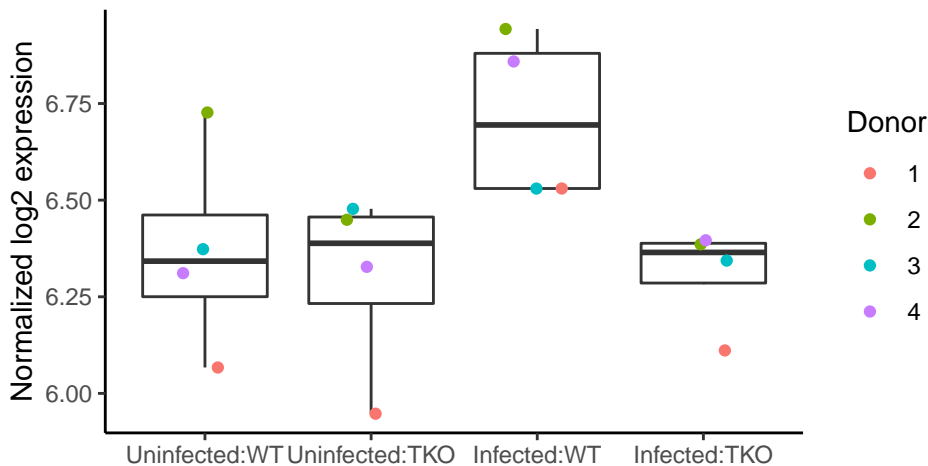 Normalized log2 expression
6.75
6.50
6.25
6.00
Uninfected:WT
Uninfected:TKO
Infected:WT
Infected:TKO
Donor
1
2
3
4